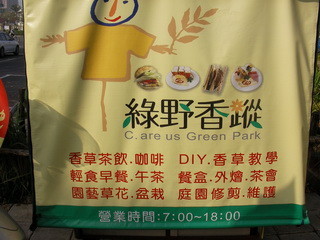 綠野香蹤
C.are us Green Park
香草茶飲.咖啡 DIY.香草教學
輕食早餐.午茶 餐盒.外燴.茶會
園藝草花.盆栽 庭園修剪.維護
營業時間:7:00~18:00